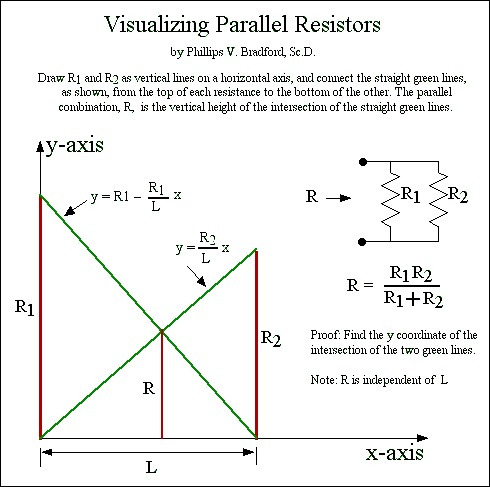 Visualizing Parallel Resistors
by Phillips V. Bradford, Sc.D.
Draw R1 and R2 as vertical lines on a horizontal axis, and connect the straight green lines,
as shown, from the top of each resistance to the bottom of the other. The parallel
combination, R, is the vertical height of the intersection of the straight green lines.
y-axis
y = R1 – R1/L x
y = R2/L x
R1
R
R2
L
x-axis
R
R1
R2
R = R1R2/R1+R2
Proof: Find the y coordinate of the
intersection of the two green lines.
Note: R is independent of L